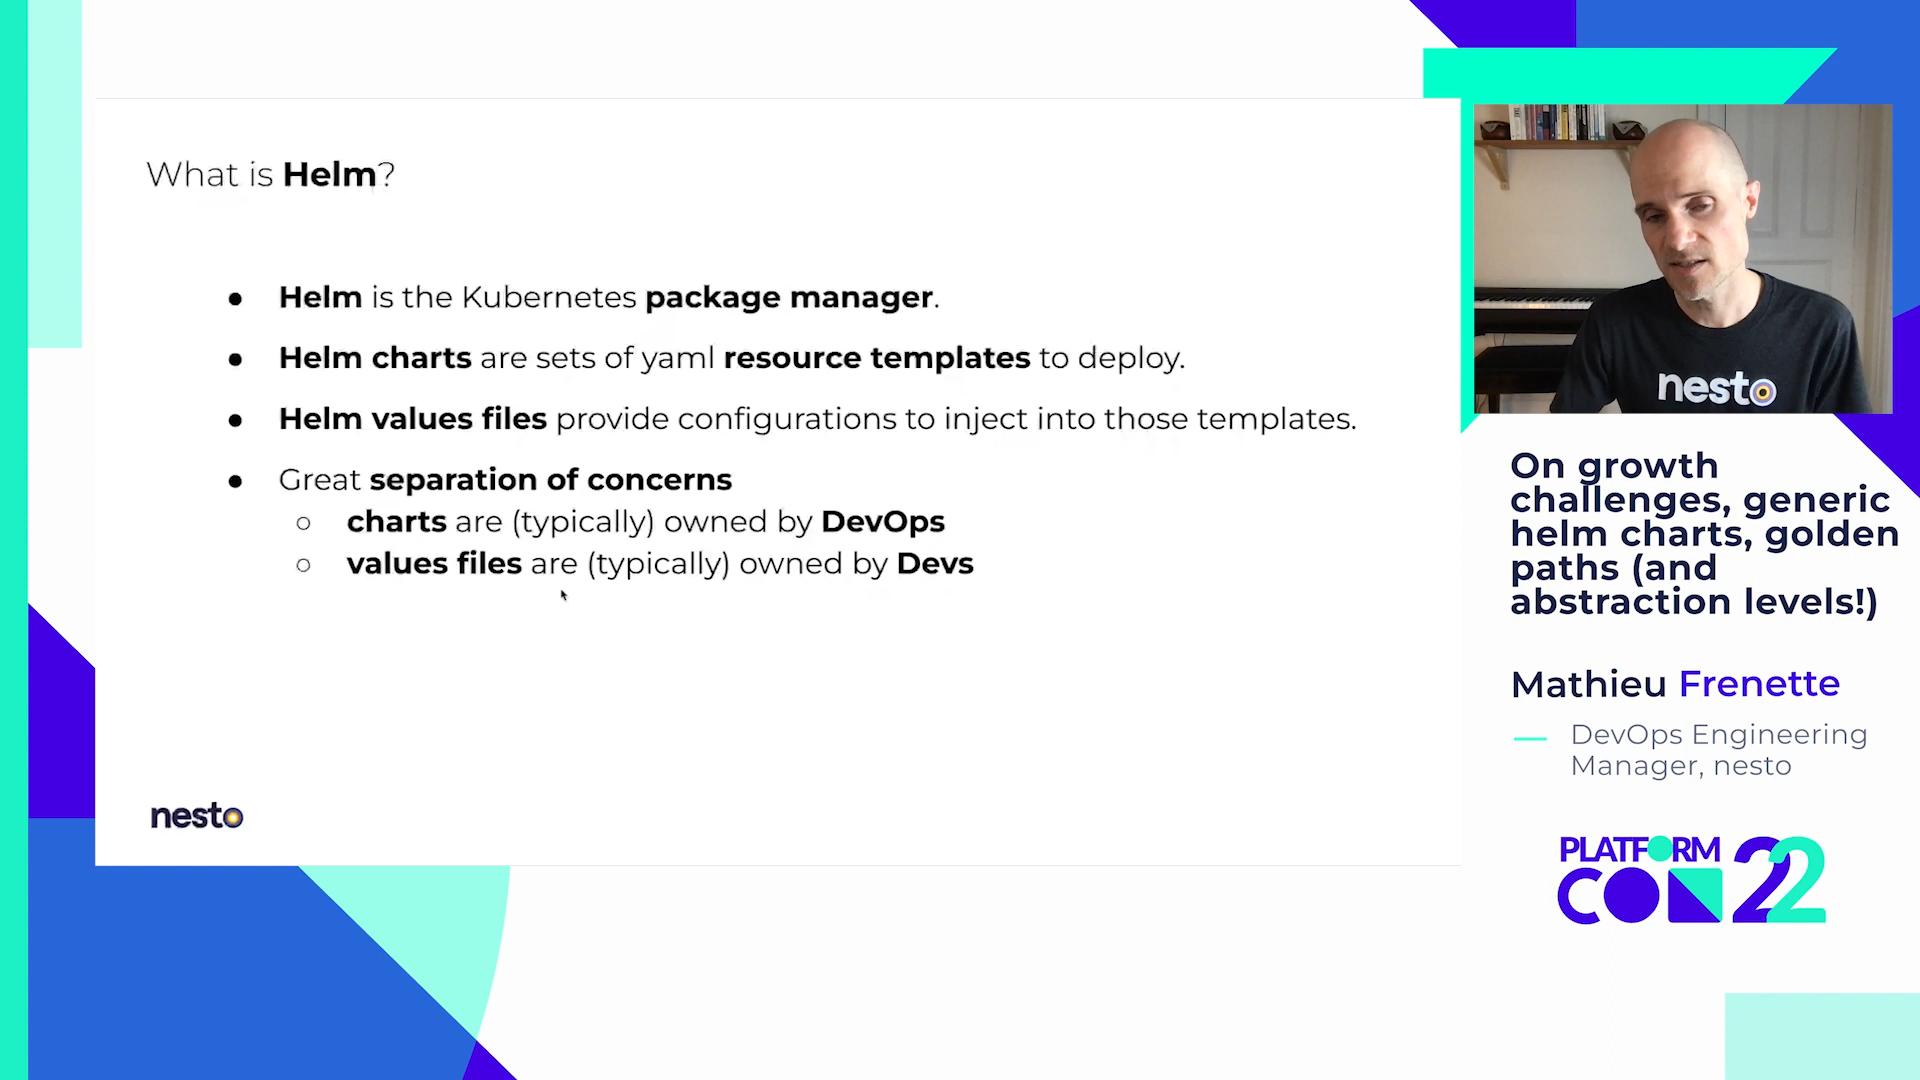 What is Helm?
● Helm is the Kubernetes package manager.
● Helm charts are sets of yaml resource templates to deploy.
● Helm values files provide configurations to inject into those templates.
● Great separation of concerns
○ charts are (typically) owned by DevOps
○ values files are (typically) owned by Devs
nesto
nesto
On growth
challenges, generic
helm charts, golden
paths (and
abstraction levels!)
Mathieu Frenette
— DevOps Engineering
Manager, nesto
PLATFORM
CON 22